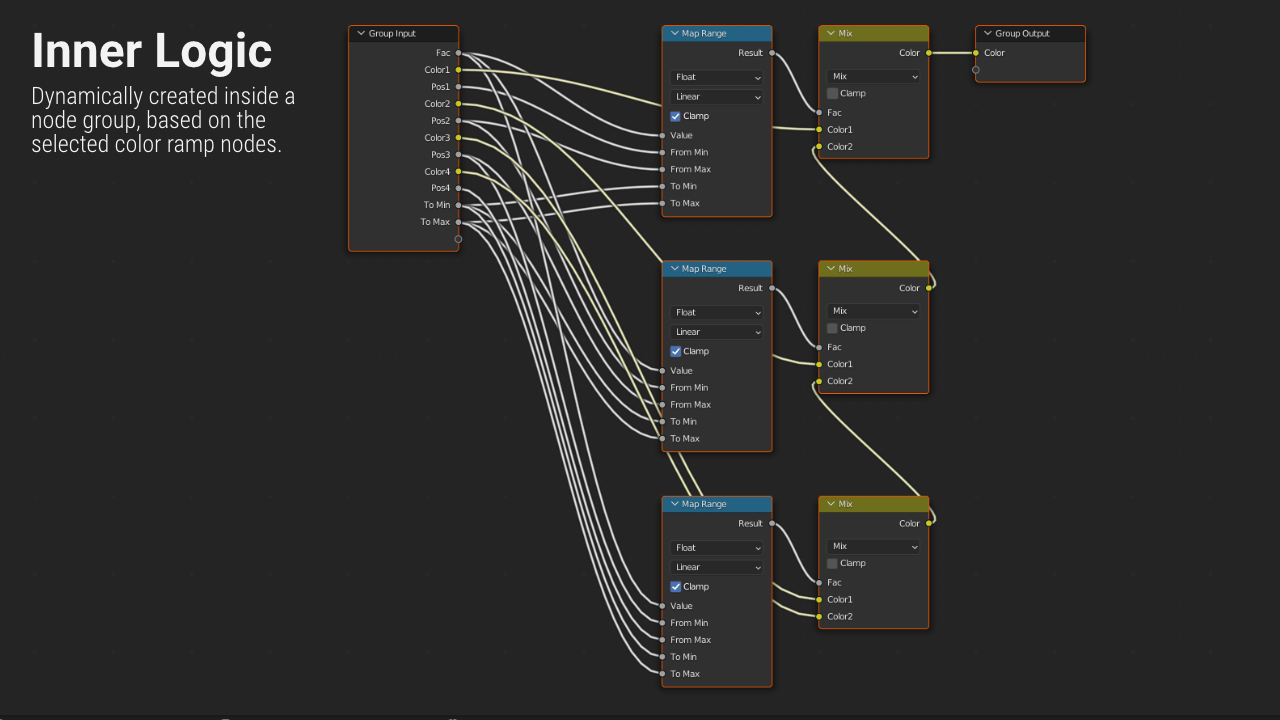 Inner Logic
Dynamically created inside a
node group, based on the
selected color ramp nodes.
Group Input
Fac
Color1
Pos1
Color2
Pos2
Color3
Pos3
Color4
Pos4
To Min
To Max
Map Range
Result
Float
Linear
Clamp
Value
From Min
From Max
To Min
To Max
Mix
Color
Mix
Clamp
Fac
Color1
Color2
Group Output
Color
Map Range
Result
Float
Linear
Clamp
Value
From Min
From Max
To Min
To Max
Mix
Color
Mix
Clamp
Fac
Color1
Color2
Map Range
Result
Float
Linear
Clamp
Value
From Min
From Max
To Min
To Max
Mix
Color
Mix
Clamp
Fac
Color1
Color2